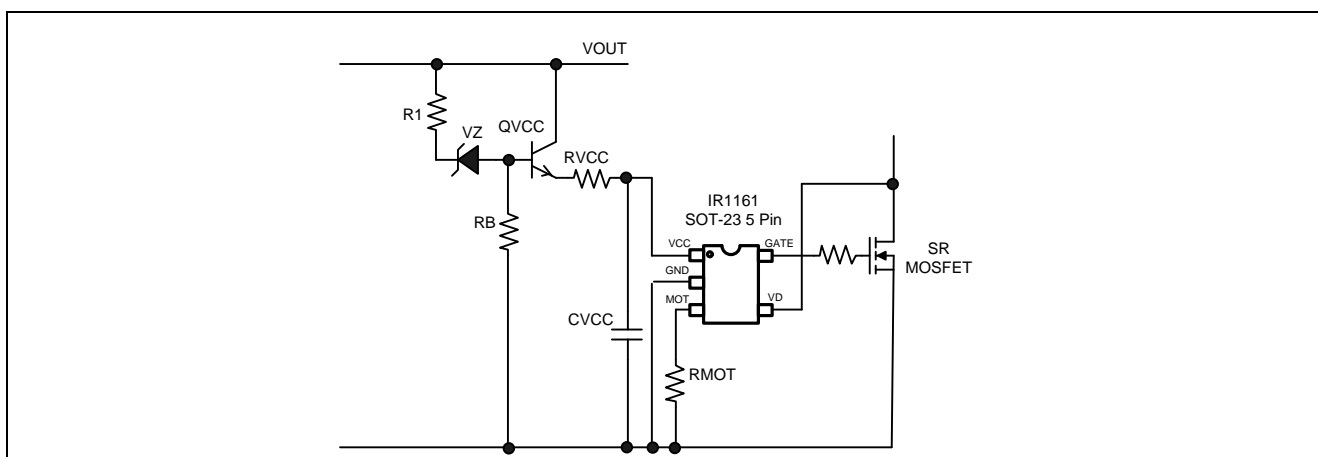 VOUT
R1
VZ
QVCC
RVCC
IR1161
SOT-23 5 Pin
RB
VCC
GATE
SR
MOSFET
GND
MOT
VD
CVCC
RMOT